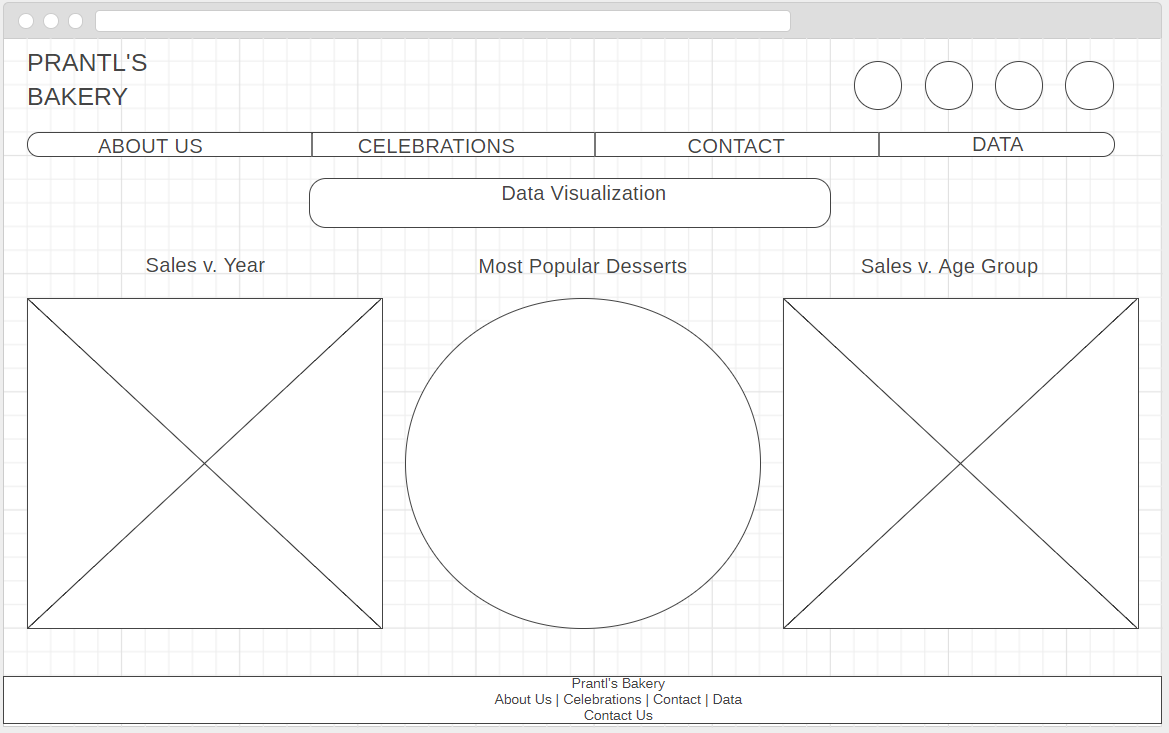 PRANTL'S
BAKERY
ABOUT US
CELEBRATIONS
CONTACT
DATA
Data Visualization
Sales v. Year
Most Popular Desserts
Sales v. Age Group
Prantl's Bakery
About Us | Celebrations | Contact | Data
Contact Us